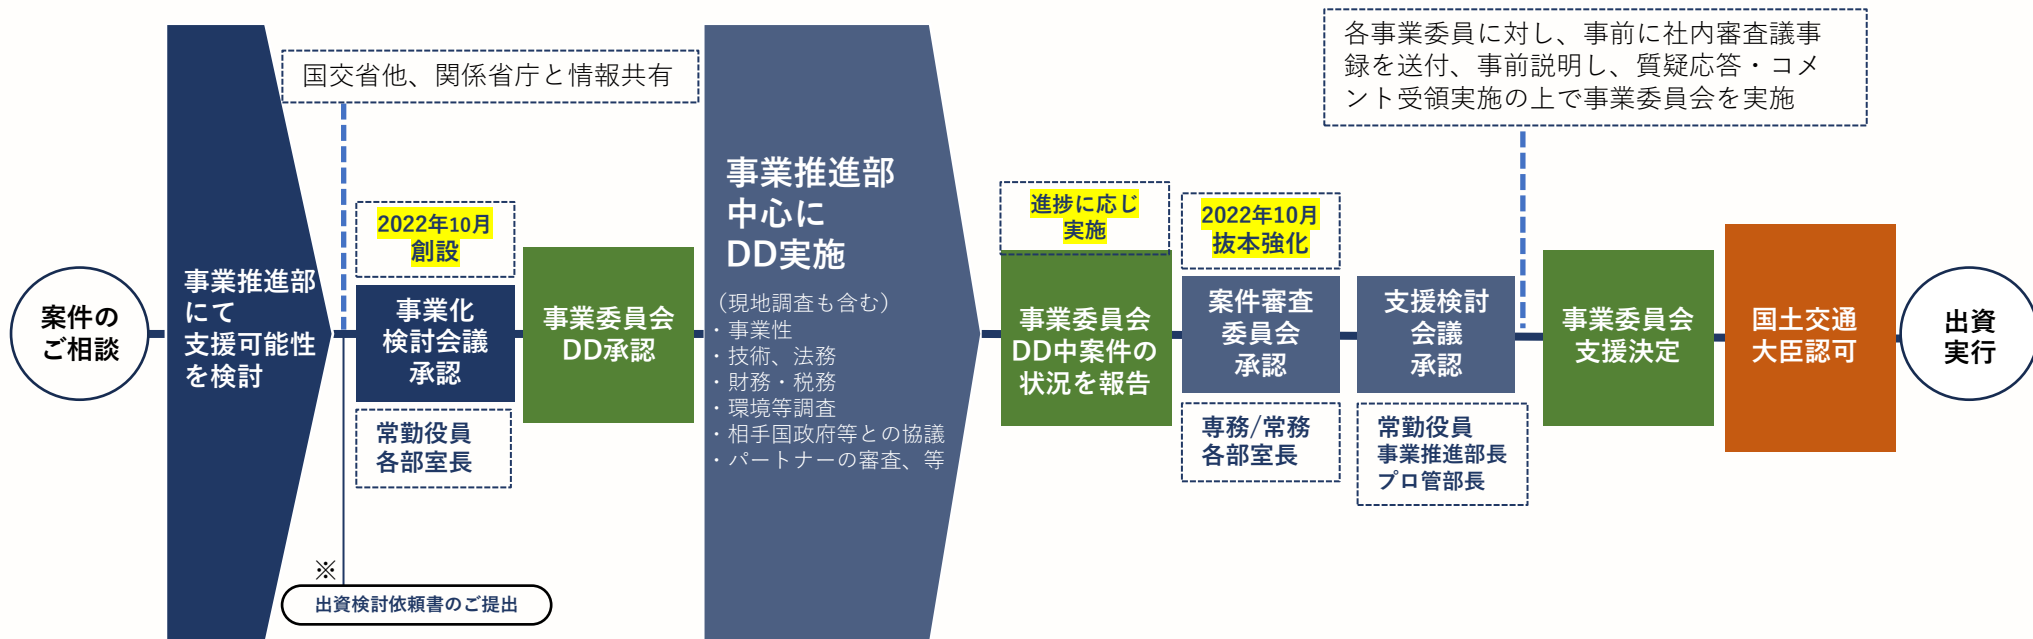 案件の
ご相談
事業推進部
にて
支援可能性
を検討
国交省他、関係省庁と情報共有
2022年10月
創設
事業化
検討会議
承認
常勤役員
各部室長
※
出資検討依頼書のご提出
事業委員会
DD承認
事業推進部
中心に
DD実施
（現地調査も含む）
・事業性
・技術、法務
・財務・税務
・環境等調査
・相手国政府等との協議
・パートナーの審査、等
進捗に応じ
実施
事業委員会
DD中案件の
状況を報告
2022年10月
抜本強化
案件審査
委員会
承認
専務/常務
各部室長
支援検討
会議
承認
常勤役員
事業推進部長
プロ管部長
各事業委員に対し、事前に社内審査議事
録を送付、事前説明し、質疑応答・コメ
ント受領実施の上で事業委員会を実施
事業委員会
支援決定
国土交通
大臣認可
出資
実行